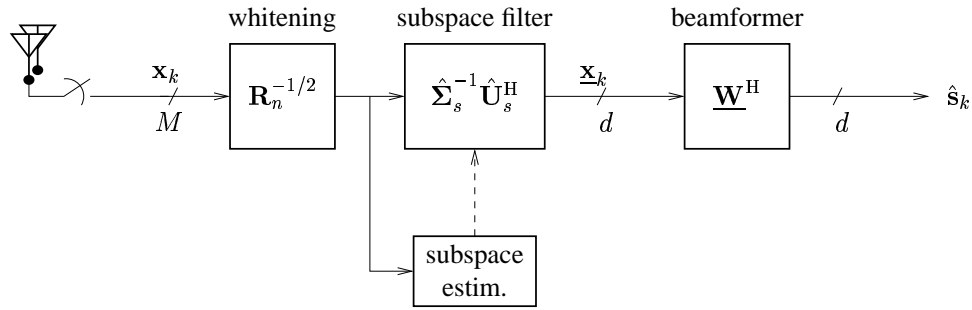 whitening
subspace filter
beamformer
𝐱_k
M
𝐑_n^{-1/2}
Σ̂_s^{-1} Û_s^H
𝐱̲_k
d
𝐖̲^H
d
ŝ_k
subspace
estim.